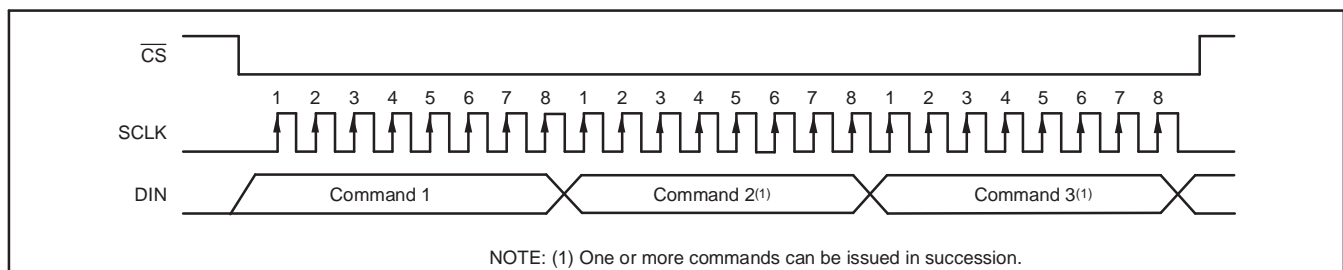 CS
1 2 3 4 5 6 7 8 1 2 3 4 5 6 7 8 1 2 3 4 5 6 7 8
SCLK
DIN Command 1 Command 2(1) Command 3(1)
NOTE: (1) One or more commands can be issued in succession.